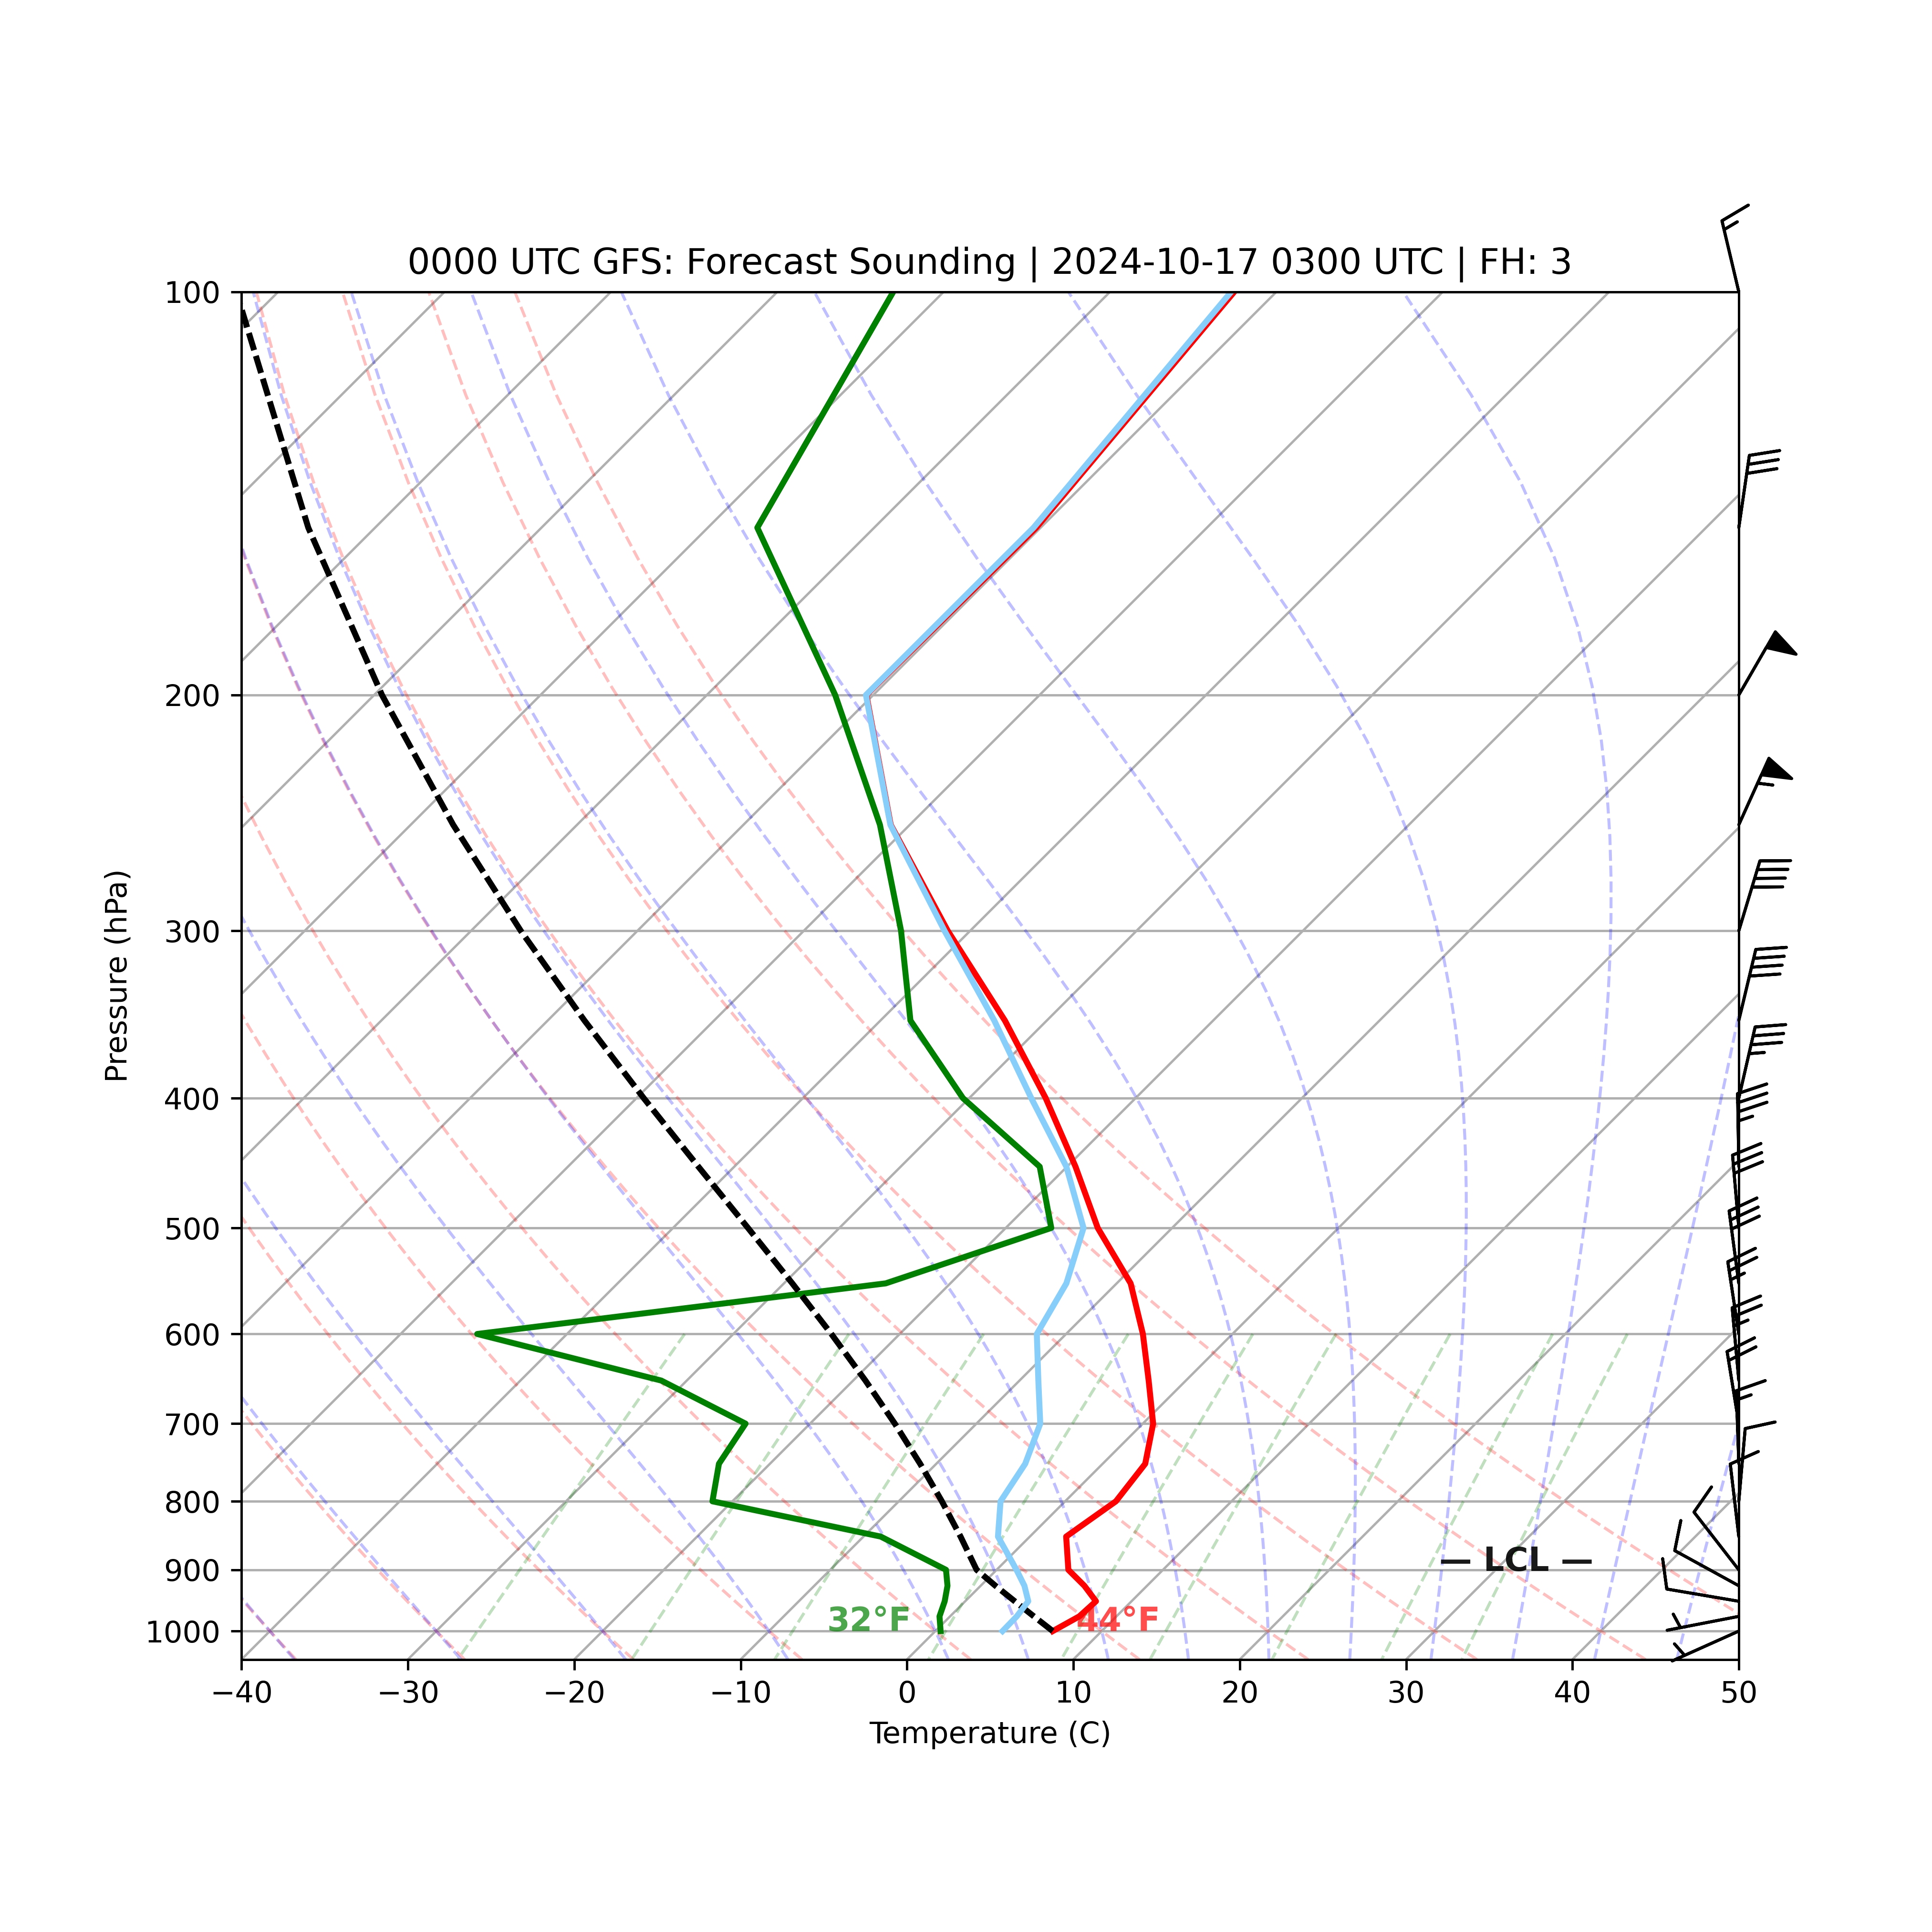 0000 UTC GFS: Forecast Sounding | 2024-10-17 0300 UTC | FH: 3
100
200
300
400
500
600
700
800
900
1000
Pressure (hPa)
— LCL —
32°F
44°F
−40 −30 −20 −10 0 10 20 30 40 50
Temperature (C)